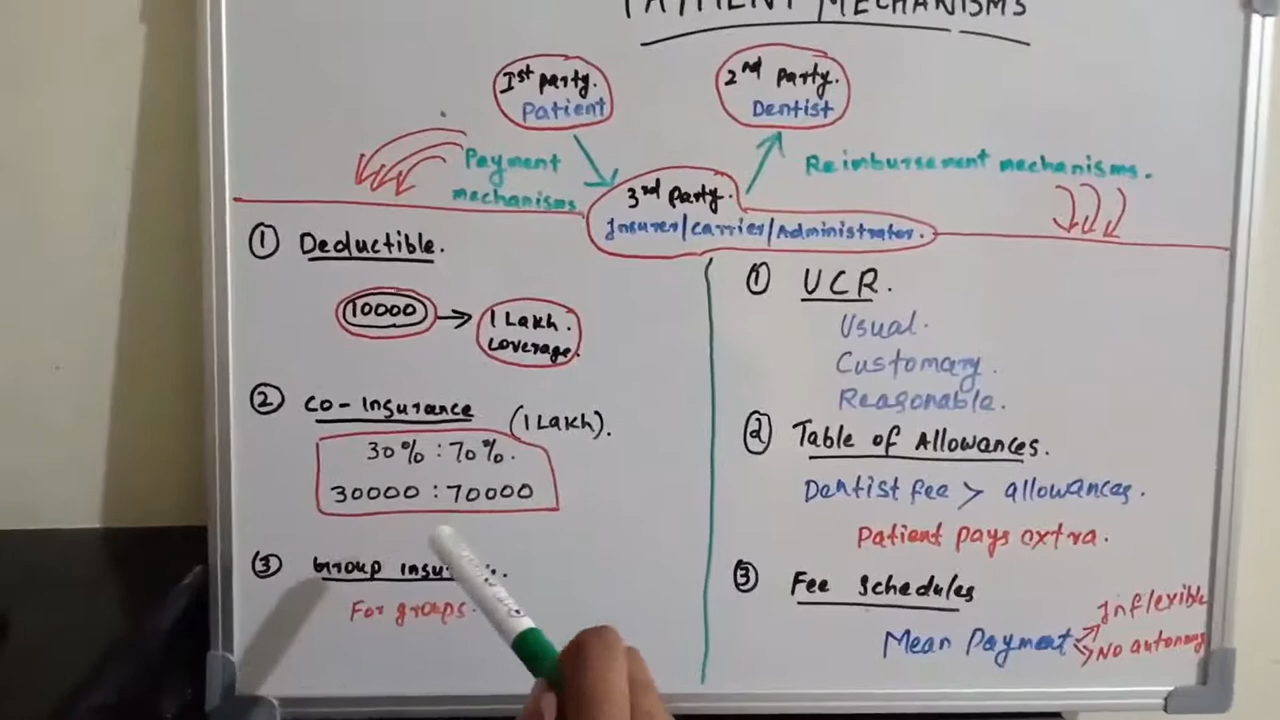 PAYMENT MECHANISMS
Ist party.
Patient
2nd party.
Dentist
Payment
mechanisms
Reimbursement mechanisms.
3rd party.
Insurer/carrier/Administrator.
① Deductible.
10000 → 1 Lakh.
coverage.
② Co-Insurance
(1 Lakh).
30% : 70%.
30000 : 70000
③ Group
For groups.
① UCR.
Usual.
Customary.
Reasonable.
② Table of Allowances.
Dentist fee > allowances.
Patient pays extra.
③ Fee Schedules
Mean Payment
Inflexible
No autonomy